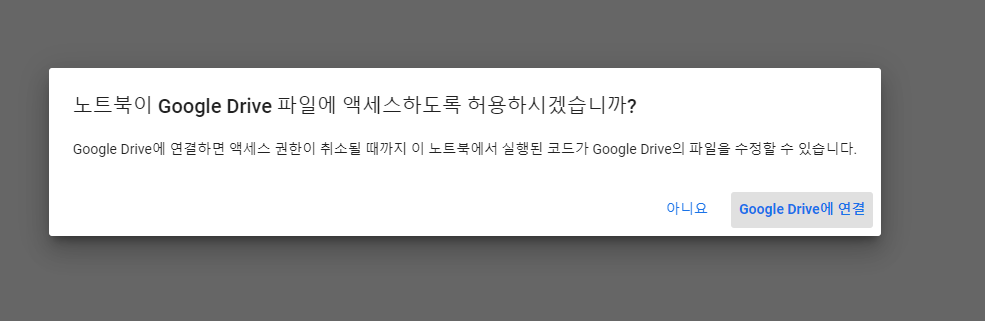 노트북이 Google Drive 파일에 액세스하도록 허용하시겠습니까?
Google Drive에 연결하면 액세스 권한이 취소될 때까지 이 노트북에서 실행된 코드가 Google Drive의 파일을 수정할 수 있습니다.
아니요 Google Drive에 연결